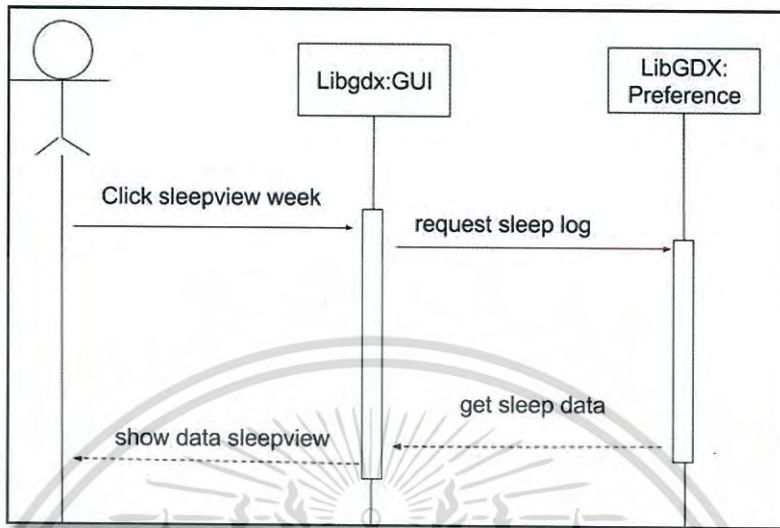 Libgdx:GUI
LibGDX:
Preference
Click sleepview week
request sleep log
get sleep data
show data sleepview